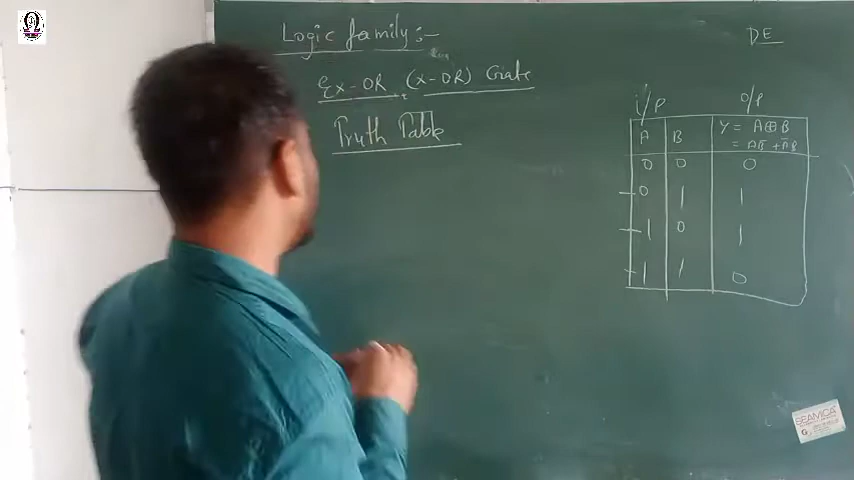 Logic family :-
DE
Ex-OR (X-OR) Gate
Truth Table
i/P O/P
A B Y = A⊕B
= AB̅ + A̅B
0 0 0
0 1 1
1 0 1
1 1 0